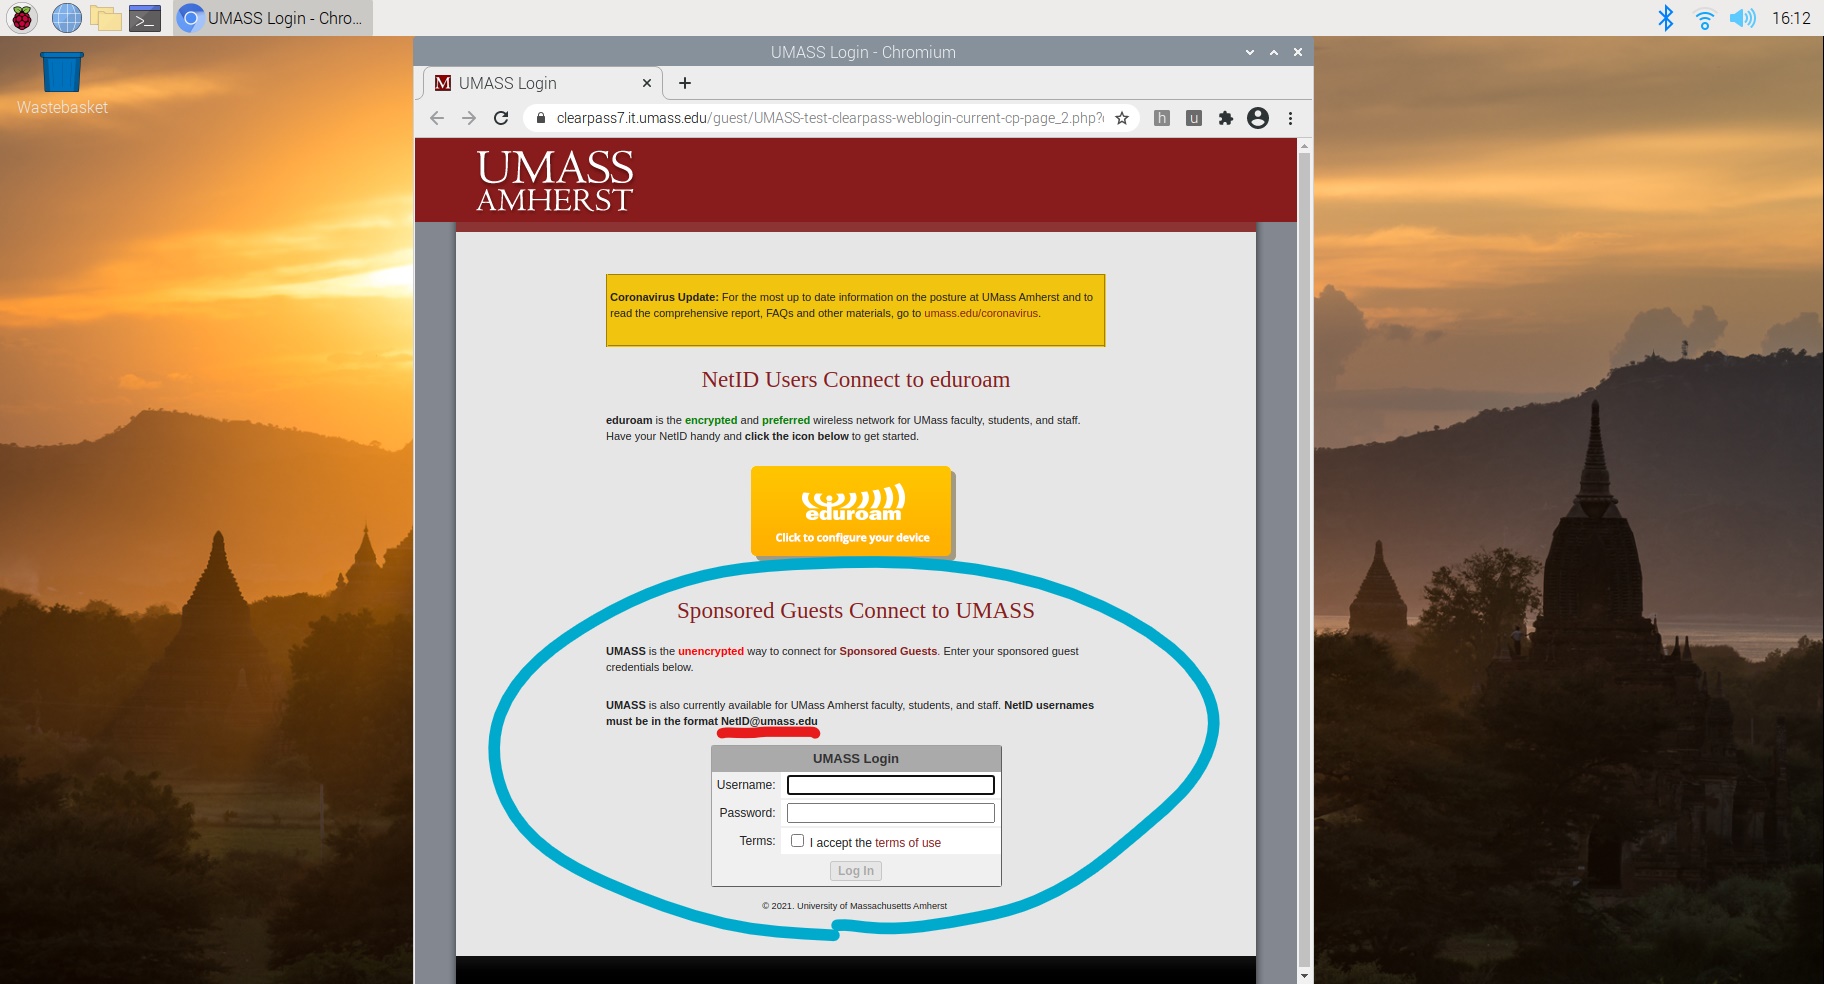 UMASS Login - Chro...
16:12
Wastebasket
UMASS Login - Chromium
M UMASS Login
clearpass7.it.umass.edu/guest/UMASS-test-clearpass-weblogin-current-cp-page_2.php?
h u
UMASS
AMHERST
Coronavirus Update: For the most up to date information on the posture at UMass Amherst and to
read the comprehensive report, FAQs and other materials, go to umass.edu/coronavirus.
NetID Users Connect to eduroam
eduroam is the encrypted and preferred wireless network for UMass faculty, students, and staff.
Have your NetID handy and click the icon below to get started.
eduroam
Click to configure your device
Sponsored Guests Connect to UMASS
UMASS is the unencrypted way to connect for Sponsored Guests. Enter your sponsored guest
credentials below.
UMASS is also currently available for UMass Amherst faculty, students, and staff. NetID usernames
must be in the format NetID@umass.edu
UMASS Login
Username:
Password:
Terms: I accept the terms of use
Log In
© 2021. University of Massachusetts Amherst